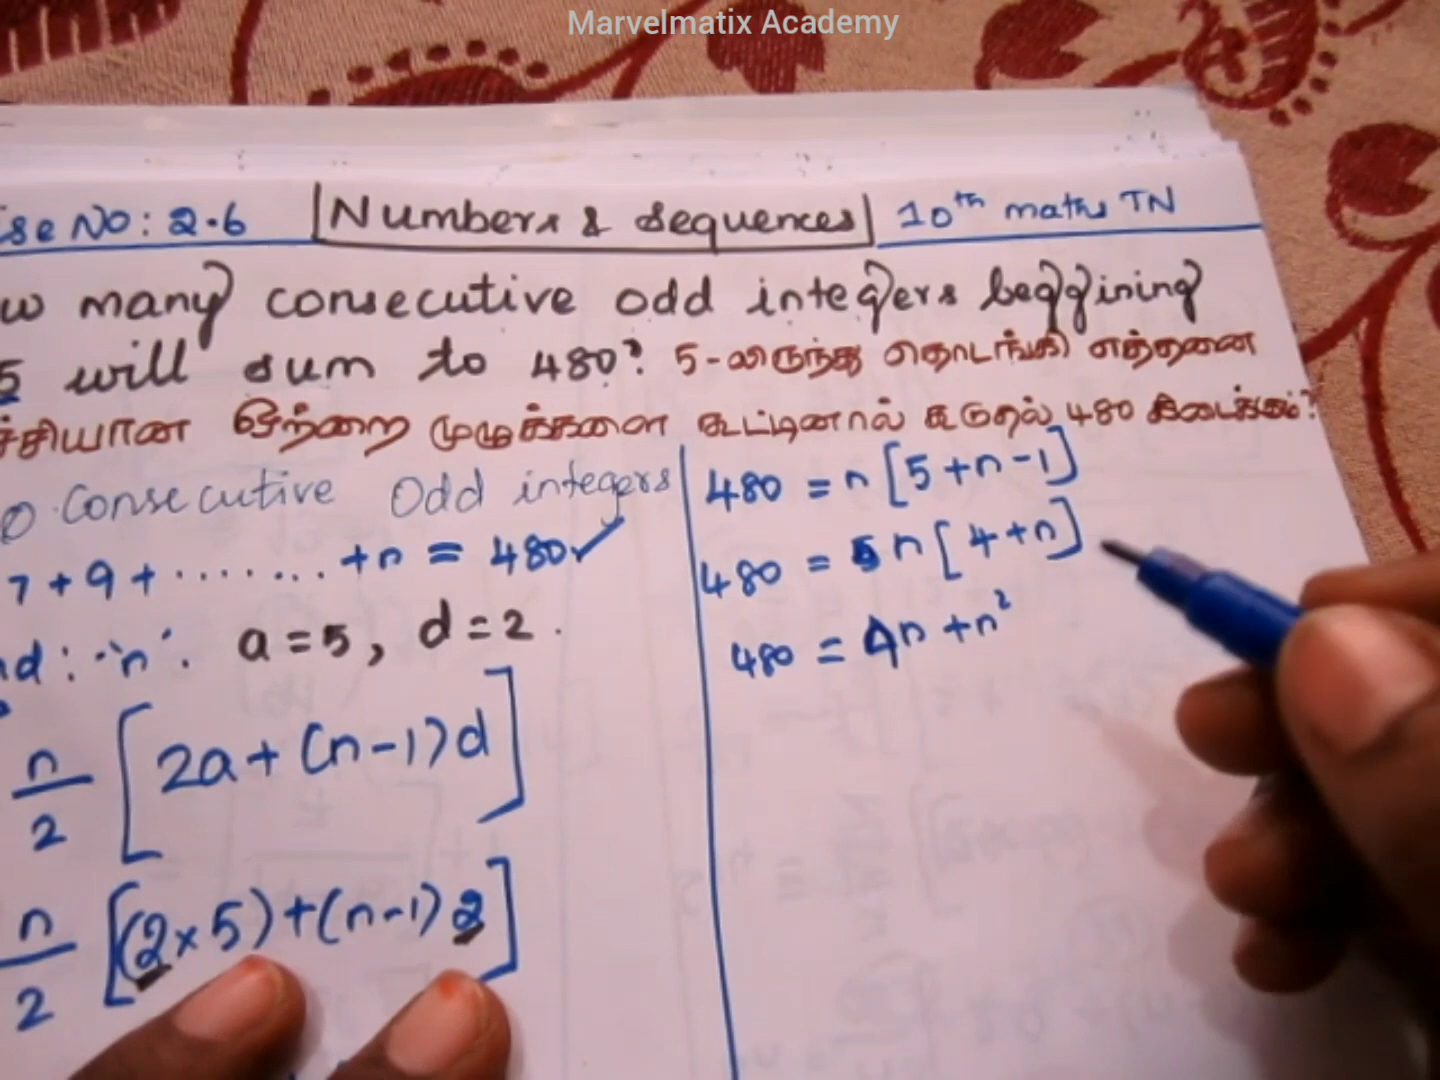 Marvelmatix Academy
ise No: 2.6 Numbers & Sequences 10th maths TN
w many consecutive odd integers beggining
5 will sum to 480? 5-லிருந்து தொடங்கி எத்தனை
ச்சியான ஒற்றை முழுக்களை கூட்டினால் கூடுதல் 480 கிடைக்கும்?
Consecutive Odd integers
7 + 9 + ........ + n = 480 ✓
nd : 'n'. a = 5, d = 2.
n/2 [2a + (n-1)d]
n/2 [(2×5) + (n-1)2]
480 = n[5+n-1]
480 = n[4+n]
480 = 4n + n²